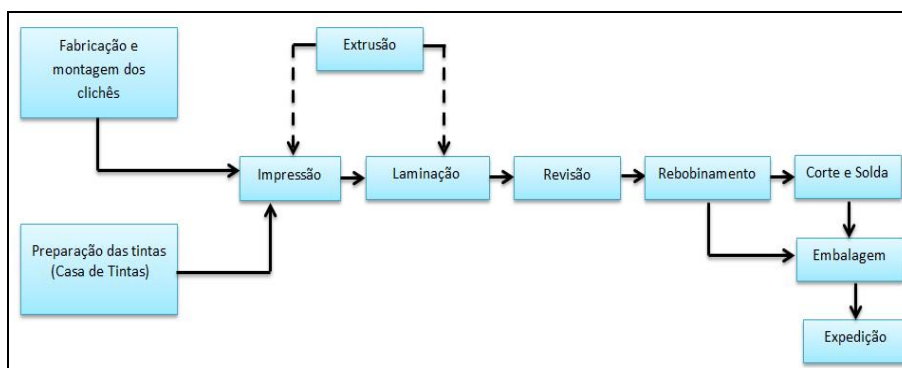 Fabricação e
montagem dos
clichês
Extrusão
Impressão
Laminação
Revisão
Rebobinamento
Corte e Solda
Preparação das tintas
(Casa de Tintas)
Embalagem
Expedição